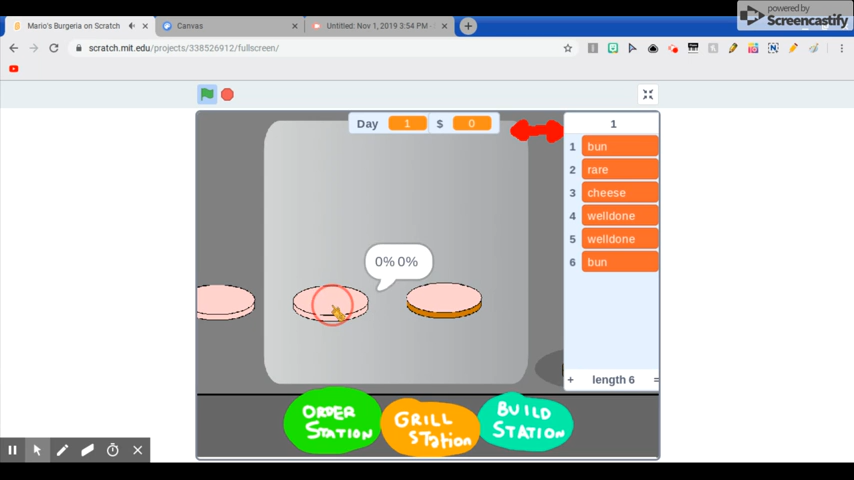 powered by
Screencastify
Mario's Burgeria on Scratch
Canvas
Untitled: Nov 1, 2019 3:54 PM
scratch.mit.edu/projects/338526912/fullscreen/
Day 1 $ 0
1
1 bun
2 rare
3 cheese
4 welldone
5 welldone
6 bun
0% 0%
+ length 6 =
ORDER
STATION
GRILL
STATION
BUILD
STATION